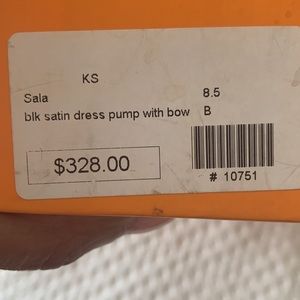 KS
Sala 8.5
blk satin dress pump with bow B
$328.00
# 10751